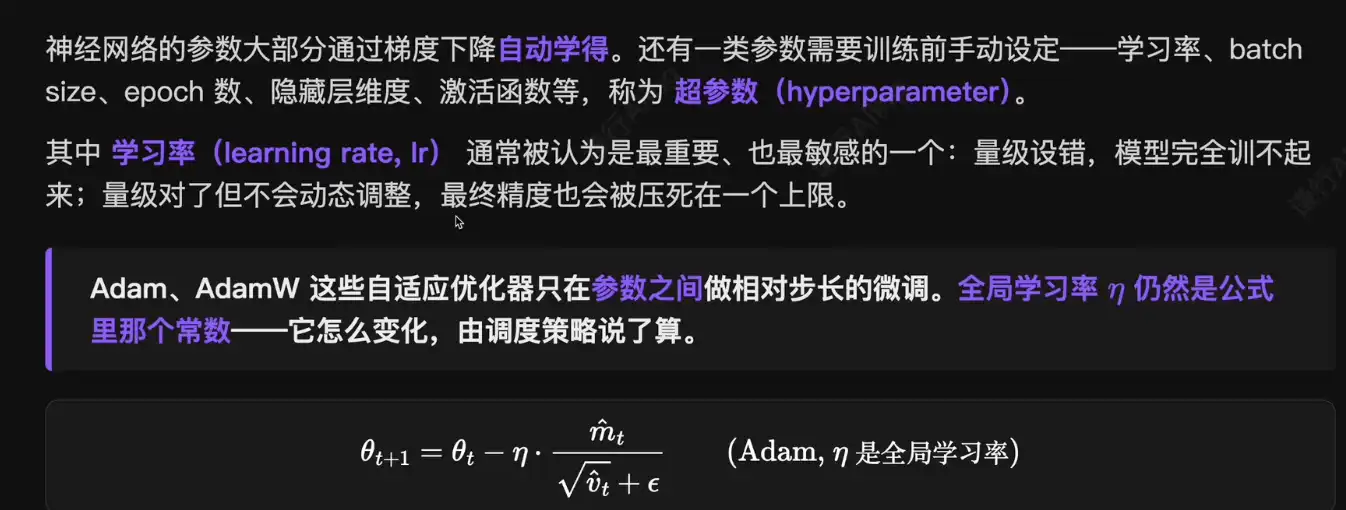 神经网络的参数大部分通过梯度下降自动学得。还有一类参数需要训练前手动设定——学习率、batch
size、epoch 数、隐藏层维度、激活函数等，称为 超参数（hyperparameter）。
其中 学习率（learning rate, lr） 通常被认为是最重要、也最敏感的一个：量级设错，模型完全训不起
来；量级对了但不会动态调整，最终精度也会被压死在一个上限。
Adam、AdamW 这些自适应优化器只在参数之间做相对步长的微调。全局学习率 η 仍然是公式
里那个常数——它怎么变化，由调度策略说了算。
θ_{t+1} = θ_t − η · \frac{\hat{m}_t}{\sqrt{\hat{v}_t} + ϵ} (Adam, η 是全局学习率)